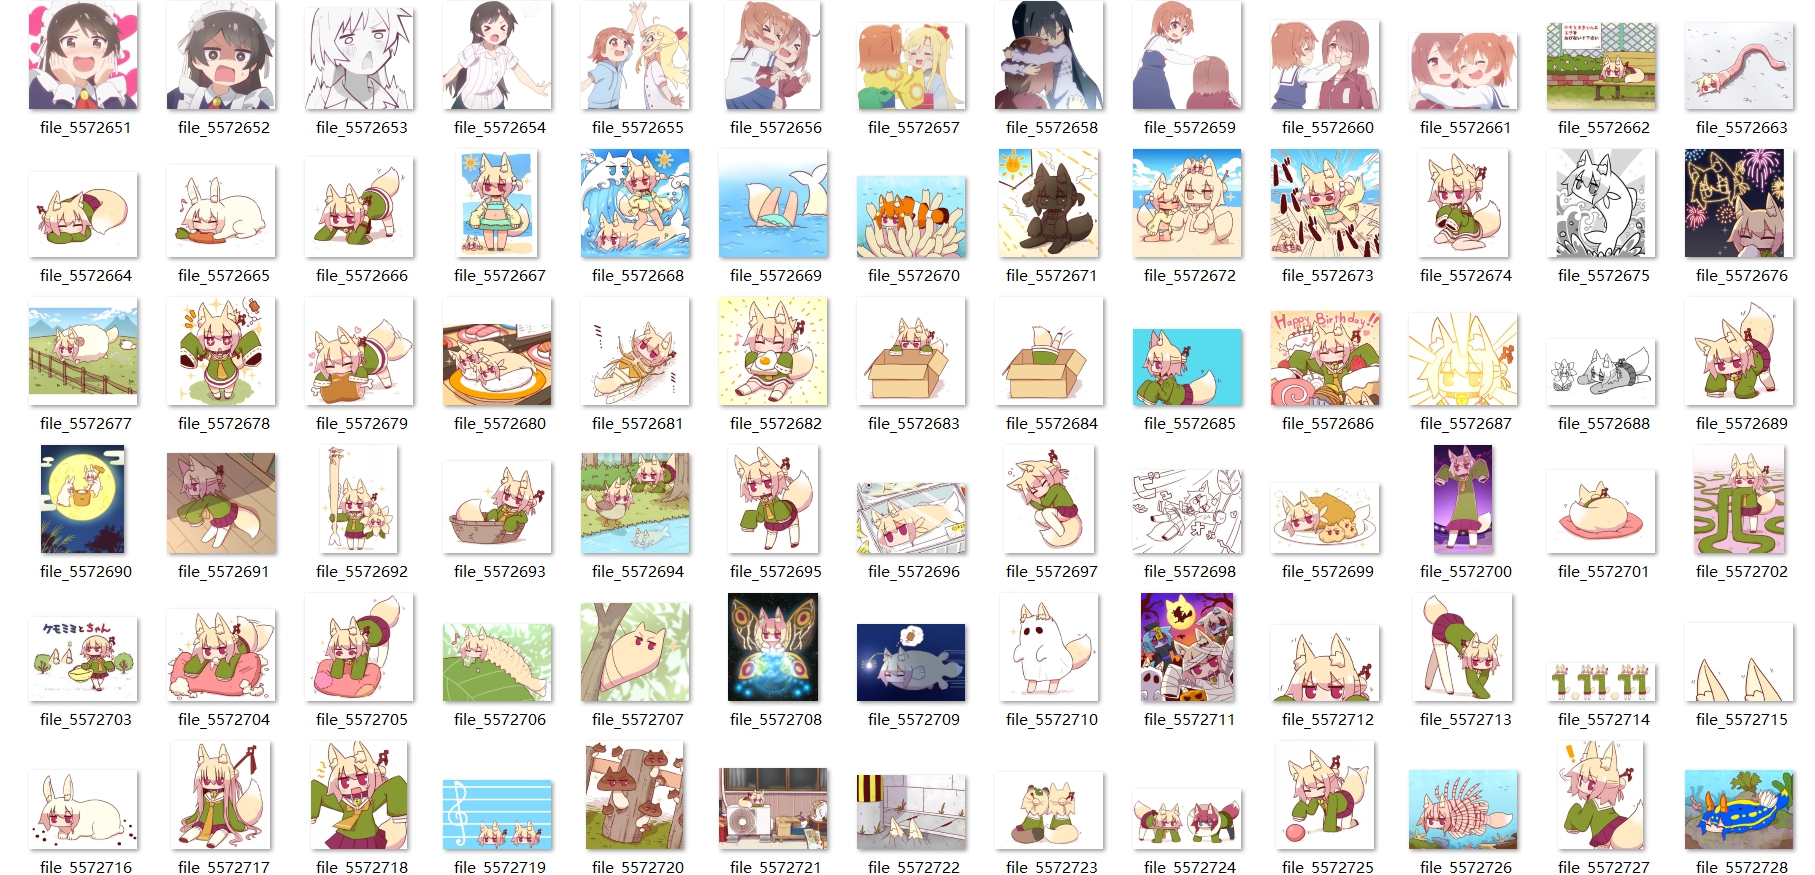 file_5572651 file_5572652 file_5572653 file_5572654 file_5572655 file_5572656 file_5572657 file_5572658 file_5572659 file_5572660 file_5572661 file_5572662 file_5572663
file_5572664 file_5572665 file_5572666 file_5572667 file_5572668 file_5572669 file_5572670 file_5572671 file_5572672 file_5572673 file_5572674 file_5572675 file_5572676
Happy Birthday!!
file_5572677 file_5572678 file_5572679 file_5572680 file_5572681 file_5572682 file_5572683 file_5572684 file_5572685 file_5572686 file_5572687 file_5572688 file_5572689
file_5572690 file_5572691 file_5572692 file_5572693 file_5572694 file_5572695 file_5572696 file_5572697 file_5572698 file_5572699 file_5572700 file_5572701 file_5572702
ケモミミとちゃん
file_5572703 file_5572704 file_5572705 file_5572706 file_5572707 file_5572708 file_5572709 file_5572710 file_5572711 file_5572712 file_5572713 file_5572714 file_5572715
file_5572716 file_5572717 file_5572718 file_5572719 file_5572720 file_5572721 file_5572722 file_5572723 file_5572724 file_5572725 file_5572726 file_5572727 file_5572728